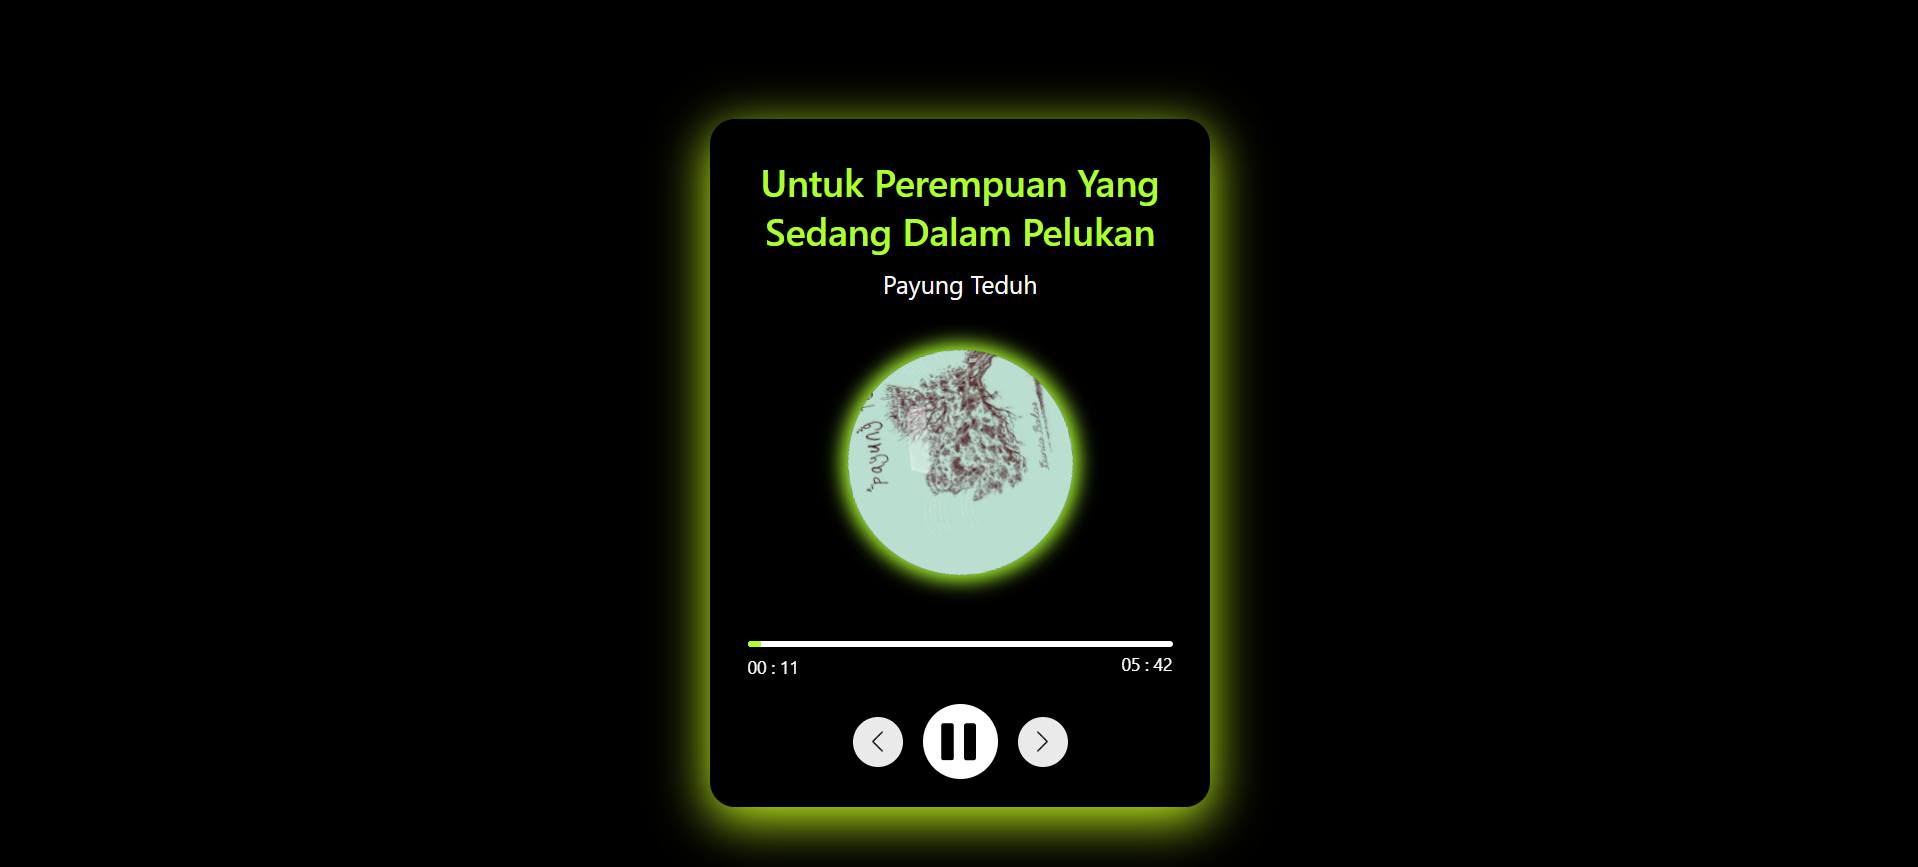 Untuk Perempuan Yang
Sedang Dalam Pelukan
Payung Teduh
00 : 11
05 : 42